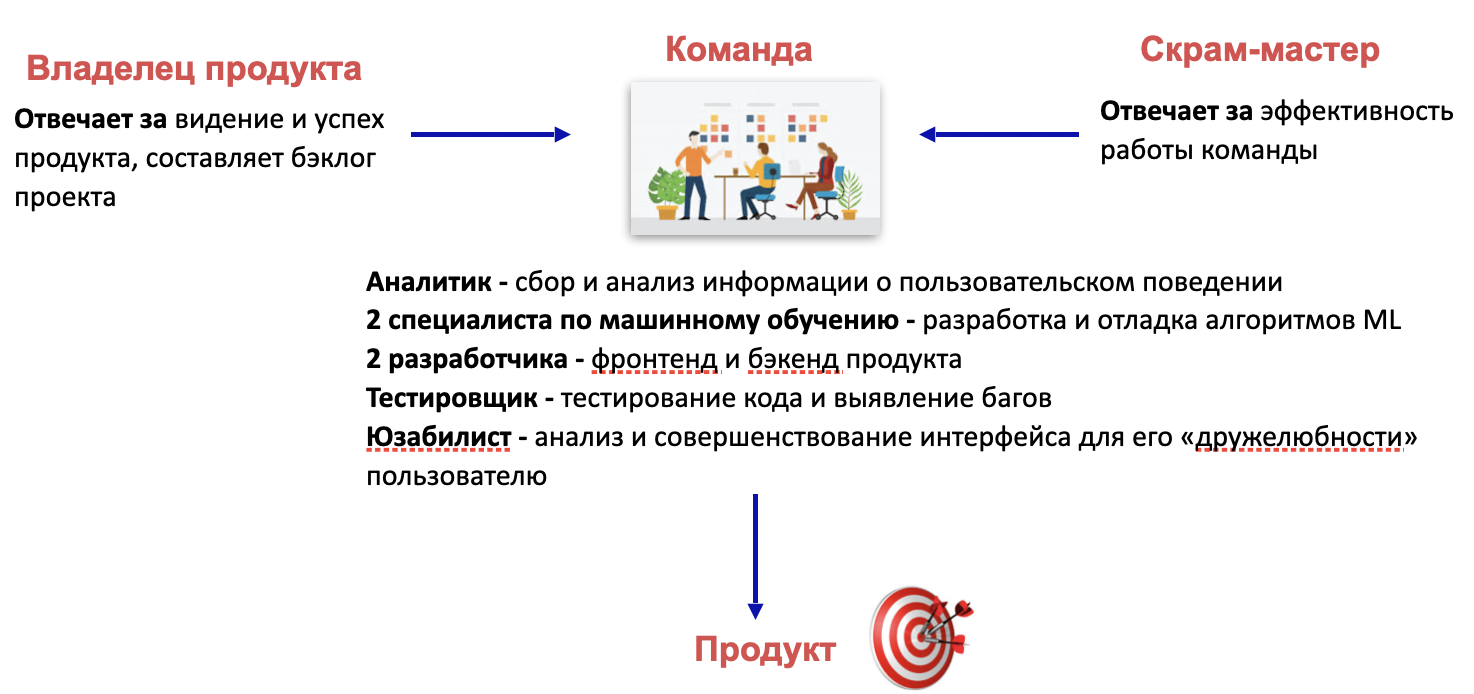 Владелец продукта
Отвечает за видение и успех
продукта, составляет бэклог
проекта
Команда
Скрам-мастер
Отвечает за эффективность
работы команды
Аналитик - сбор и анализ информации о пользовательском поведении
2 специалиста по машинному обучению - разработка и отладка алгоритмов ML
2 разработчика - фронтенд и бэкенд продукта
Тестировщик - тестирование кода и выявление багов
Юзабилист - анализ и совершенствование интерфейса для его «дружелюбности»
пользователю
Продукт